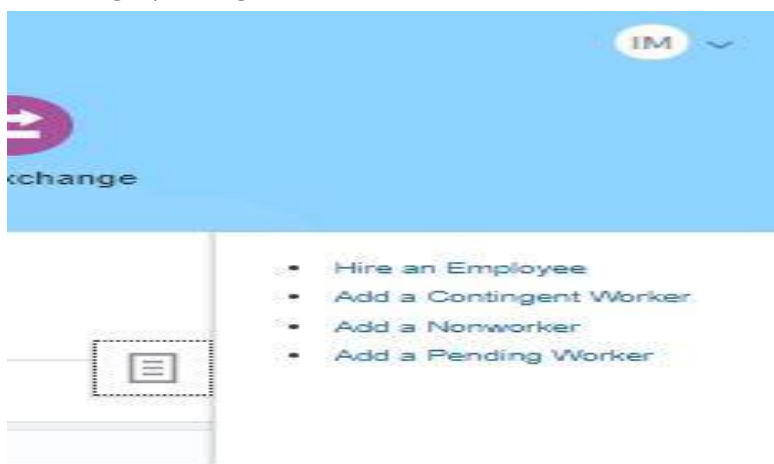 IM
xchange
Hire an Employee
Add a Contingent Worker
Add a Nonworker
Add a Pending Worker